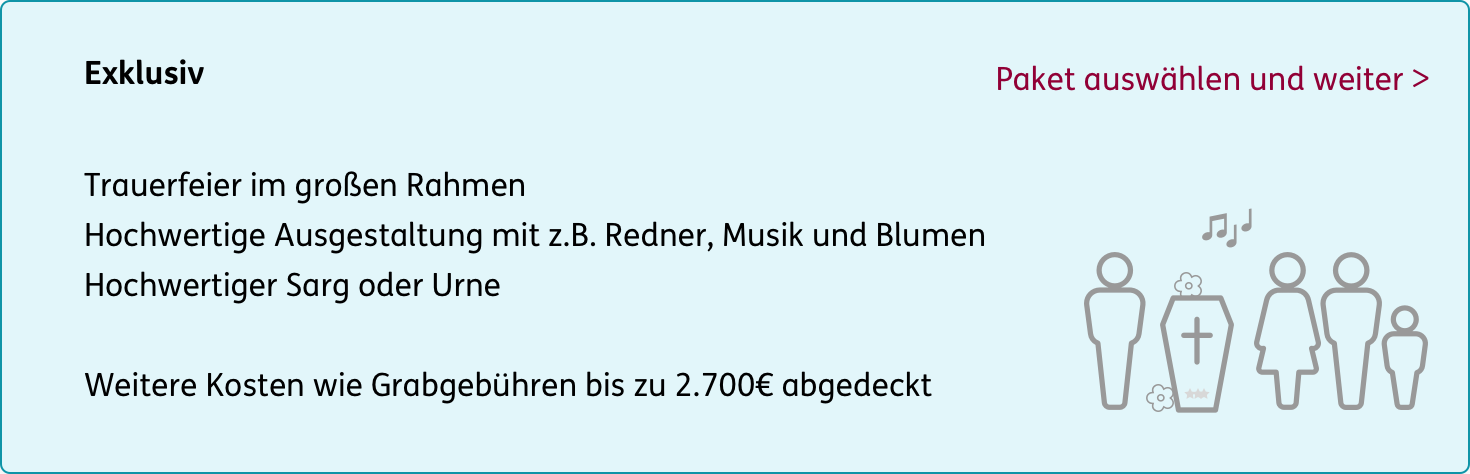 Exklusiv
Paket auswählen und weiter >
Trauerfeier im großen Rahmen
Hochwertige Ausgestaltung mit z.B. Redner, Musik und Blumen
Hochwertiger Sarg oder Urne
Weitere Kosten wie Grabgebühren bis zu 2.700€ abgedeckt